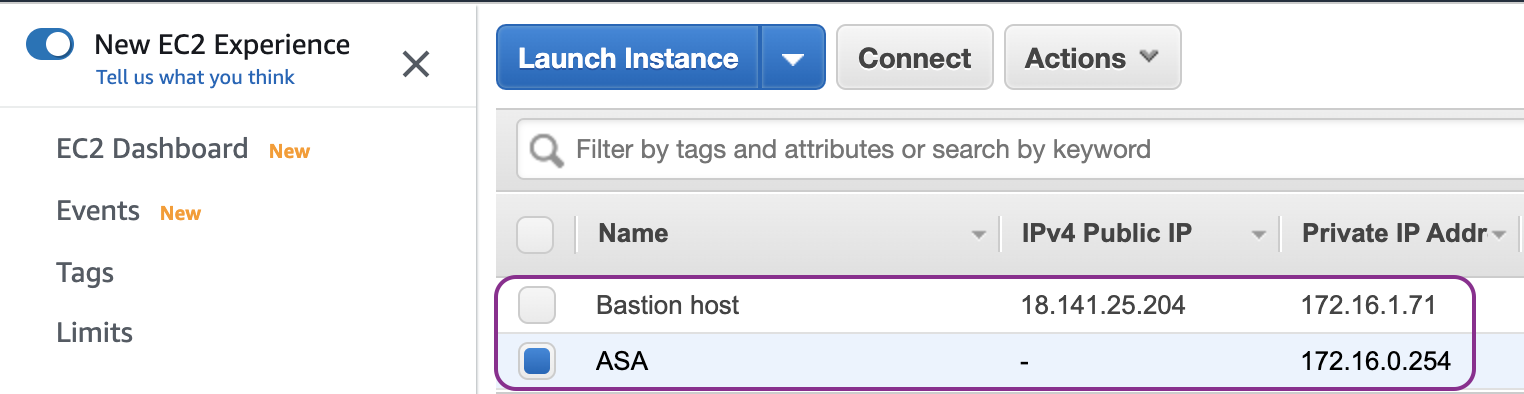 New EC2 Experience
Tell us what you think
EC2 Dashboard New
Events New
Tags
Limits
Launch Instance Connect Actions
Filter by tags and attributes or search by keyword
Name IPv4 Public IP Private IP Addr
Bastion host 18.141.25.204 172.16.1.71
ASA - 172.16.0.254